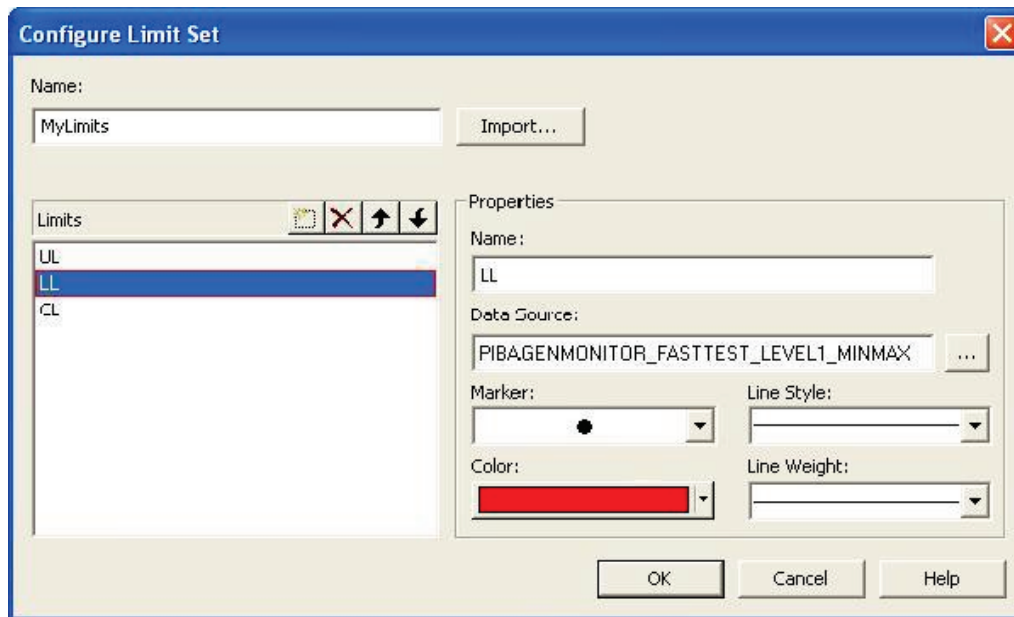 Configure Limit Set
Name:
MyLimits
Import...
Limits
UL
LL
CL
Properties
Name:
LL
Data Source:
PIBAGENMONITOR_FASTTEST_LEVEL1_MINMAX
...
Marker:
Line Style:
Color:
Line Weight:
OK
Cancel
Help